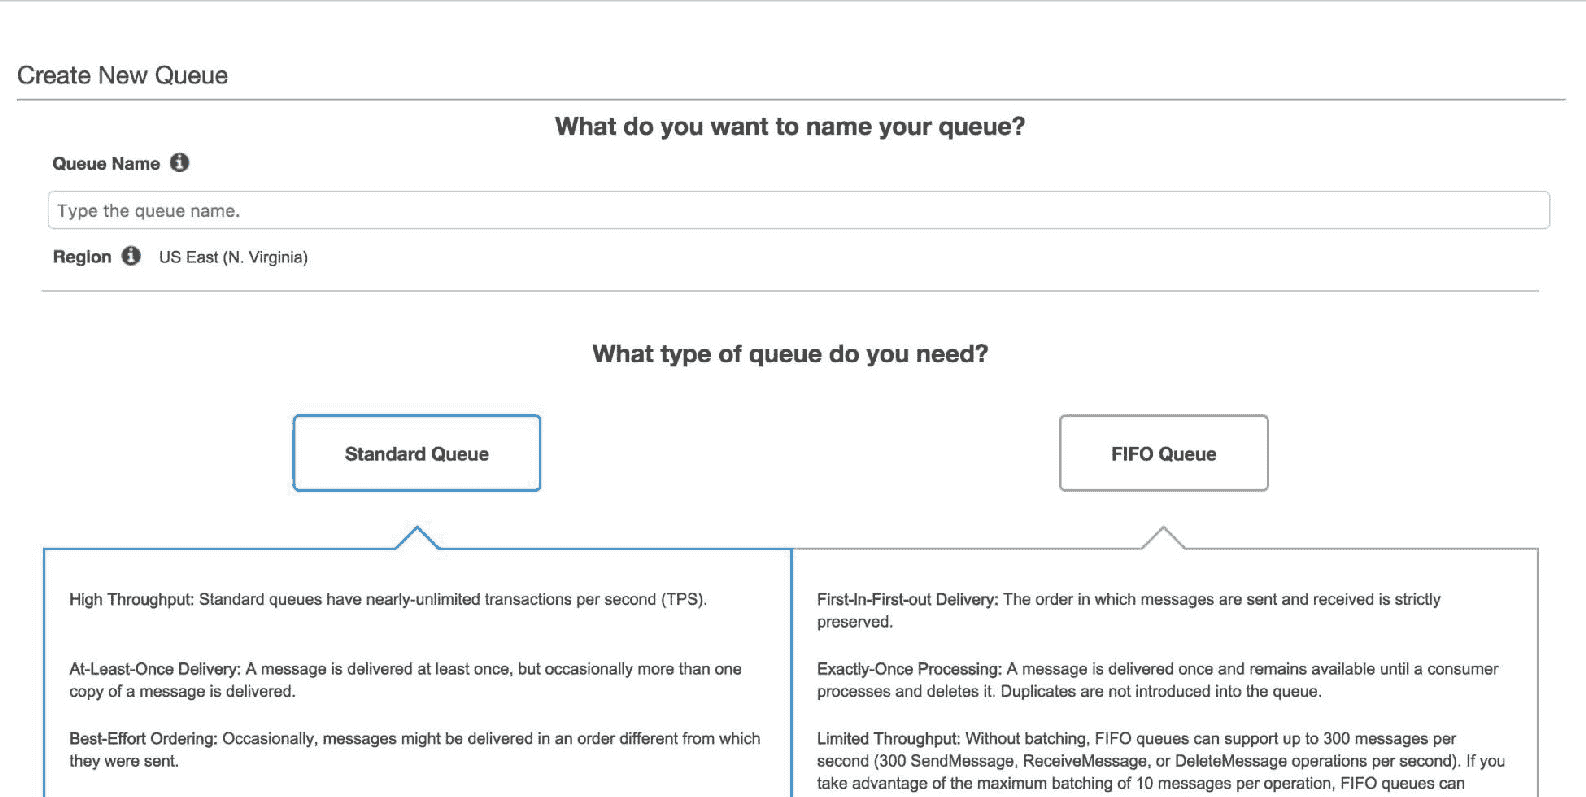 Create New Queue
What do you want to name your queue?
Queue Name
Type the queue name.
Region US East (N. Virginia)
What type of queue do you need?
Standard Queue
FIFO Queue
High Throughput: Standard queues have nearly-unlimited transactions per second (TPS).
At-Least-Once Delivery: A message is delivered at least once, but occasionally more than one
copy of a message is delivered.
Best-Effort Ordering: Occasionally, messages might be delivered in an order different from which
they were sent.
First-In-First-out Delivery: The order in which messages are sent and received is strictly
preserved.
Exactly-Once Processing: A message is delivered once and remains available until a consumer
processes and deletes it. Duplicates are not introduced into the queue.
Limited Throughput: Without batching, FIFO queues can support up to 300 messages per
second (300 SendMessage, ReceiveMessage, or DeleteMessage operations per second). If you
take advantage of the maximum batching of 10 messages per operation, FIFO queues can